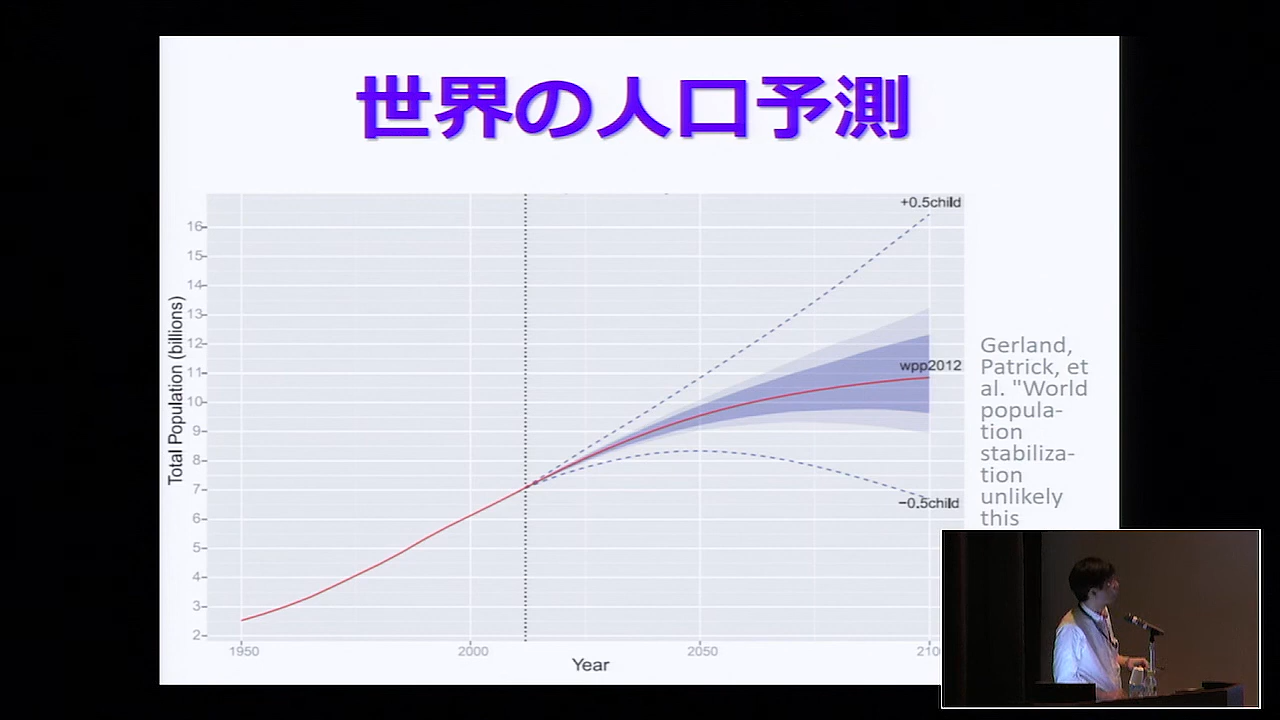 世界の人口予測
+0.5child
16
15
14
13
12
11
10
9
8
7
6
5
4
3
2
Total Population (billions)
wpp2012
−0.5child
1950
2000
2050
210
Year
Gerland,
Patrick, et
al. "World
popula-
tion
stabiliza-
tion
unlikely
this